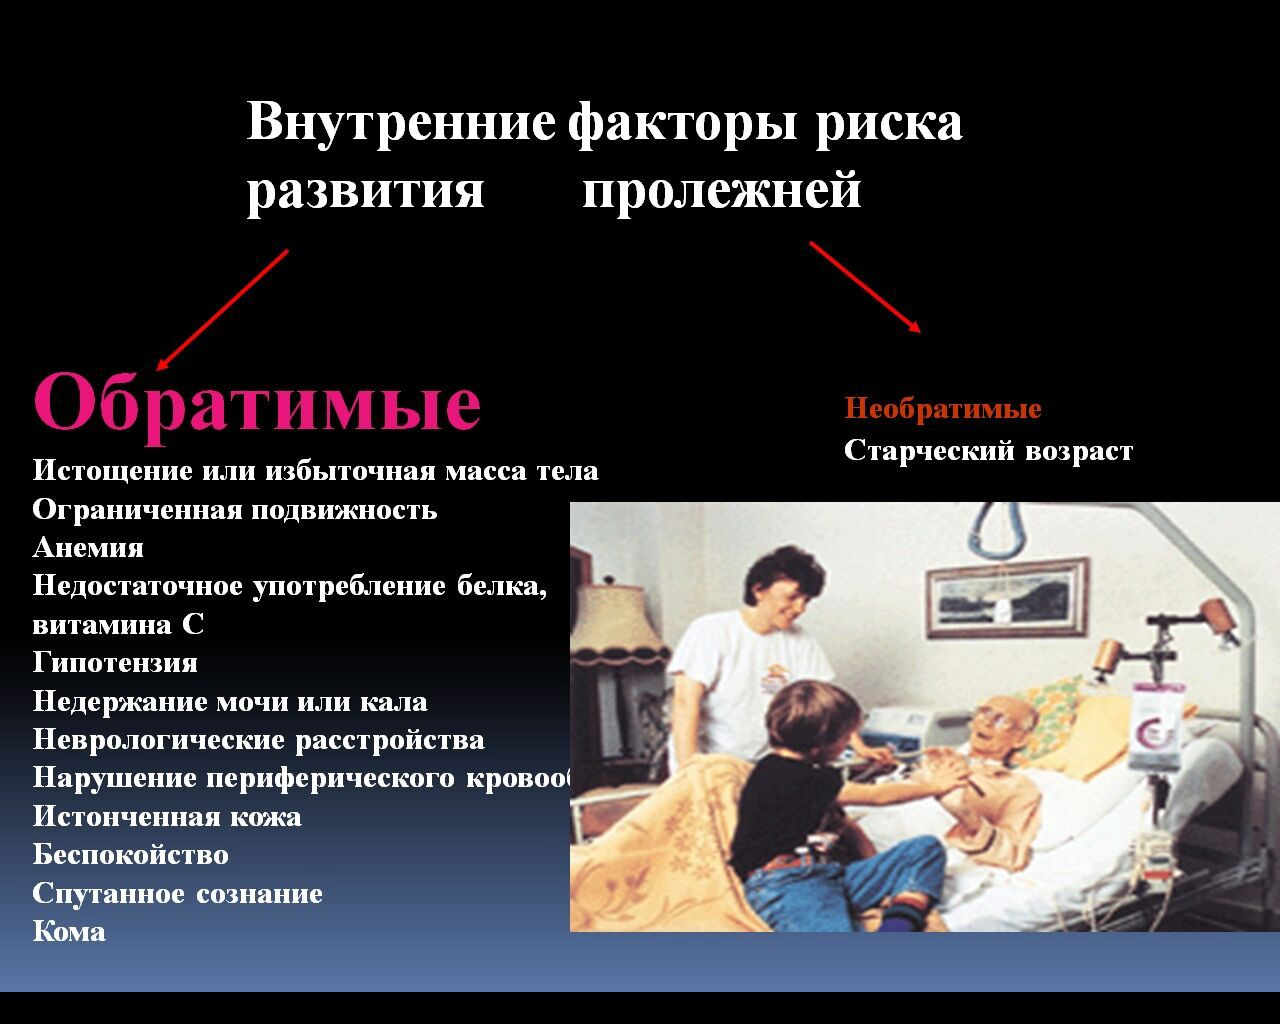 Внутренние факторы риска
развития пролежней
Обратимые
Истощение или избыточная масса тела
Ограниченная подвижность
Анемия
Недостаточное употребление белка,
витамина С
Гипотензия
Недержание мочи или кала
Неврологические расстройства
Нарушение периферического
Истонченная кожа
Беспокойство
Спутанное сознание
Кома
Необратимые
Старческий возраст